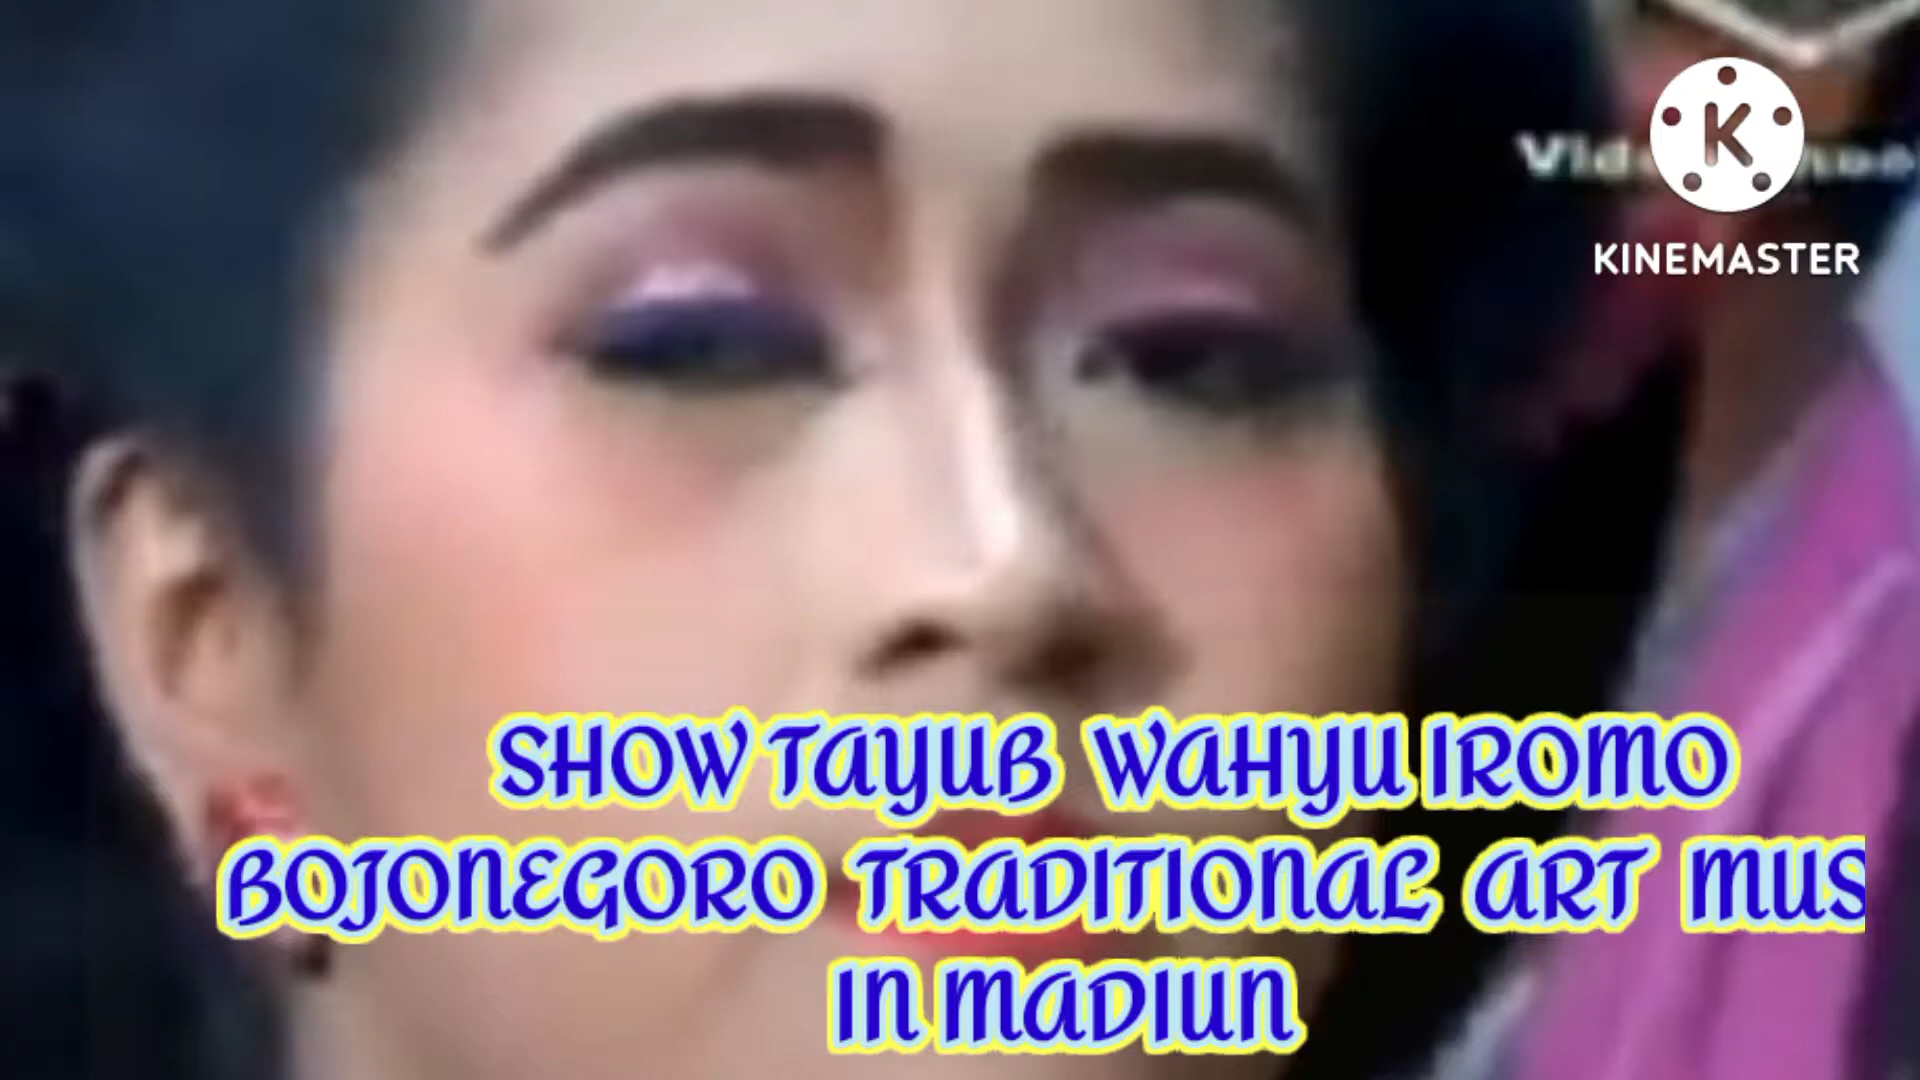 KINEMASTER
SHOW TAYUB WAHYU IROMO
BOJONEGORO TRADITIONAL ART MUS
IN MADIUN